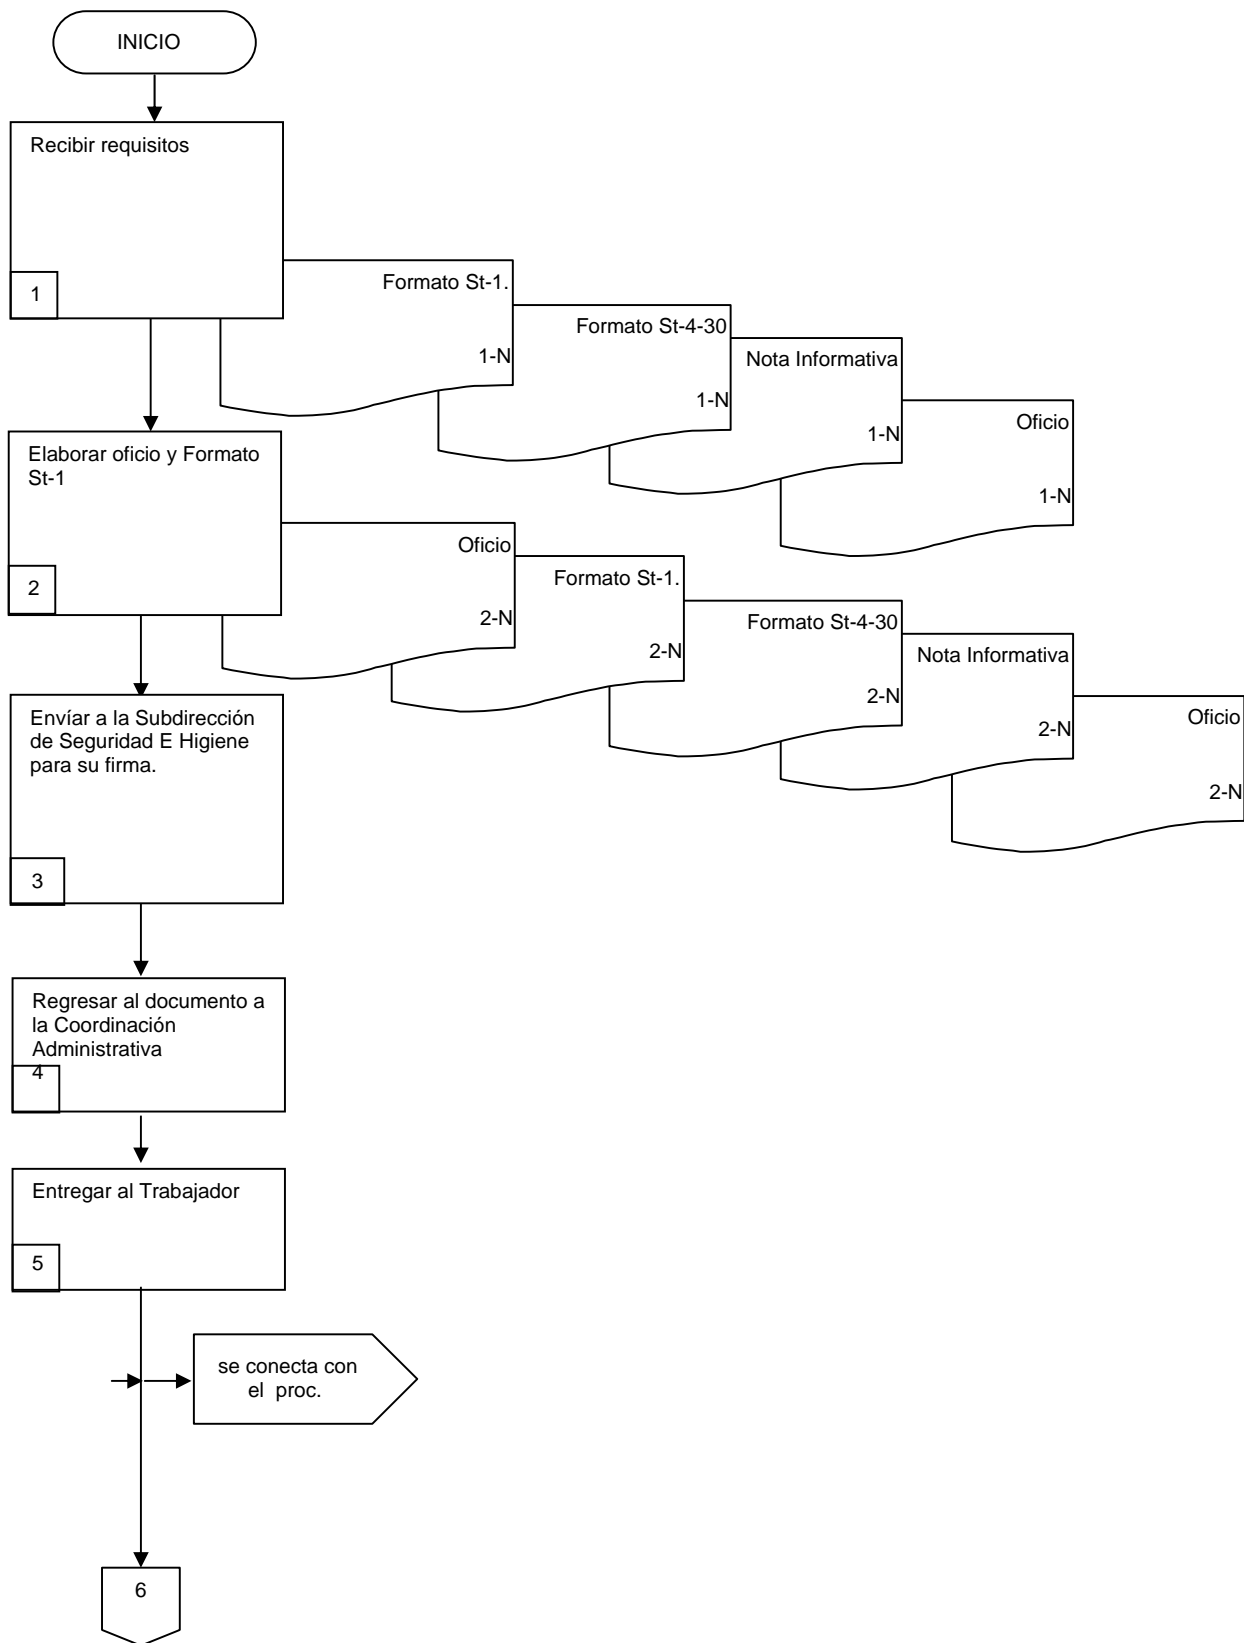 INICIO
Recibir requisitos
1
Formato St-1.
1-N
Formato St-4-30
1-N
Nota Informativa
1-N
Oficio
1-N
Elaborar oficio y Formato
St-1
2
Oficio
2-N
Formato St-1.
2-N
Formato St-4-30
2-N
Nota Informativa
2-N
Oficio
2-N
Envíar a la Subdirección
de Seguridad E Higiene
para su firma.
3
Regresar al documento a
la Coordinación
Administrativa
4
Entregar al Trabajador
5
se conecta con
el proc.
6